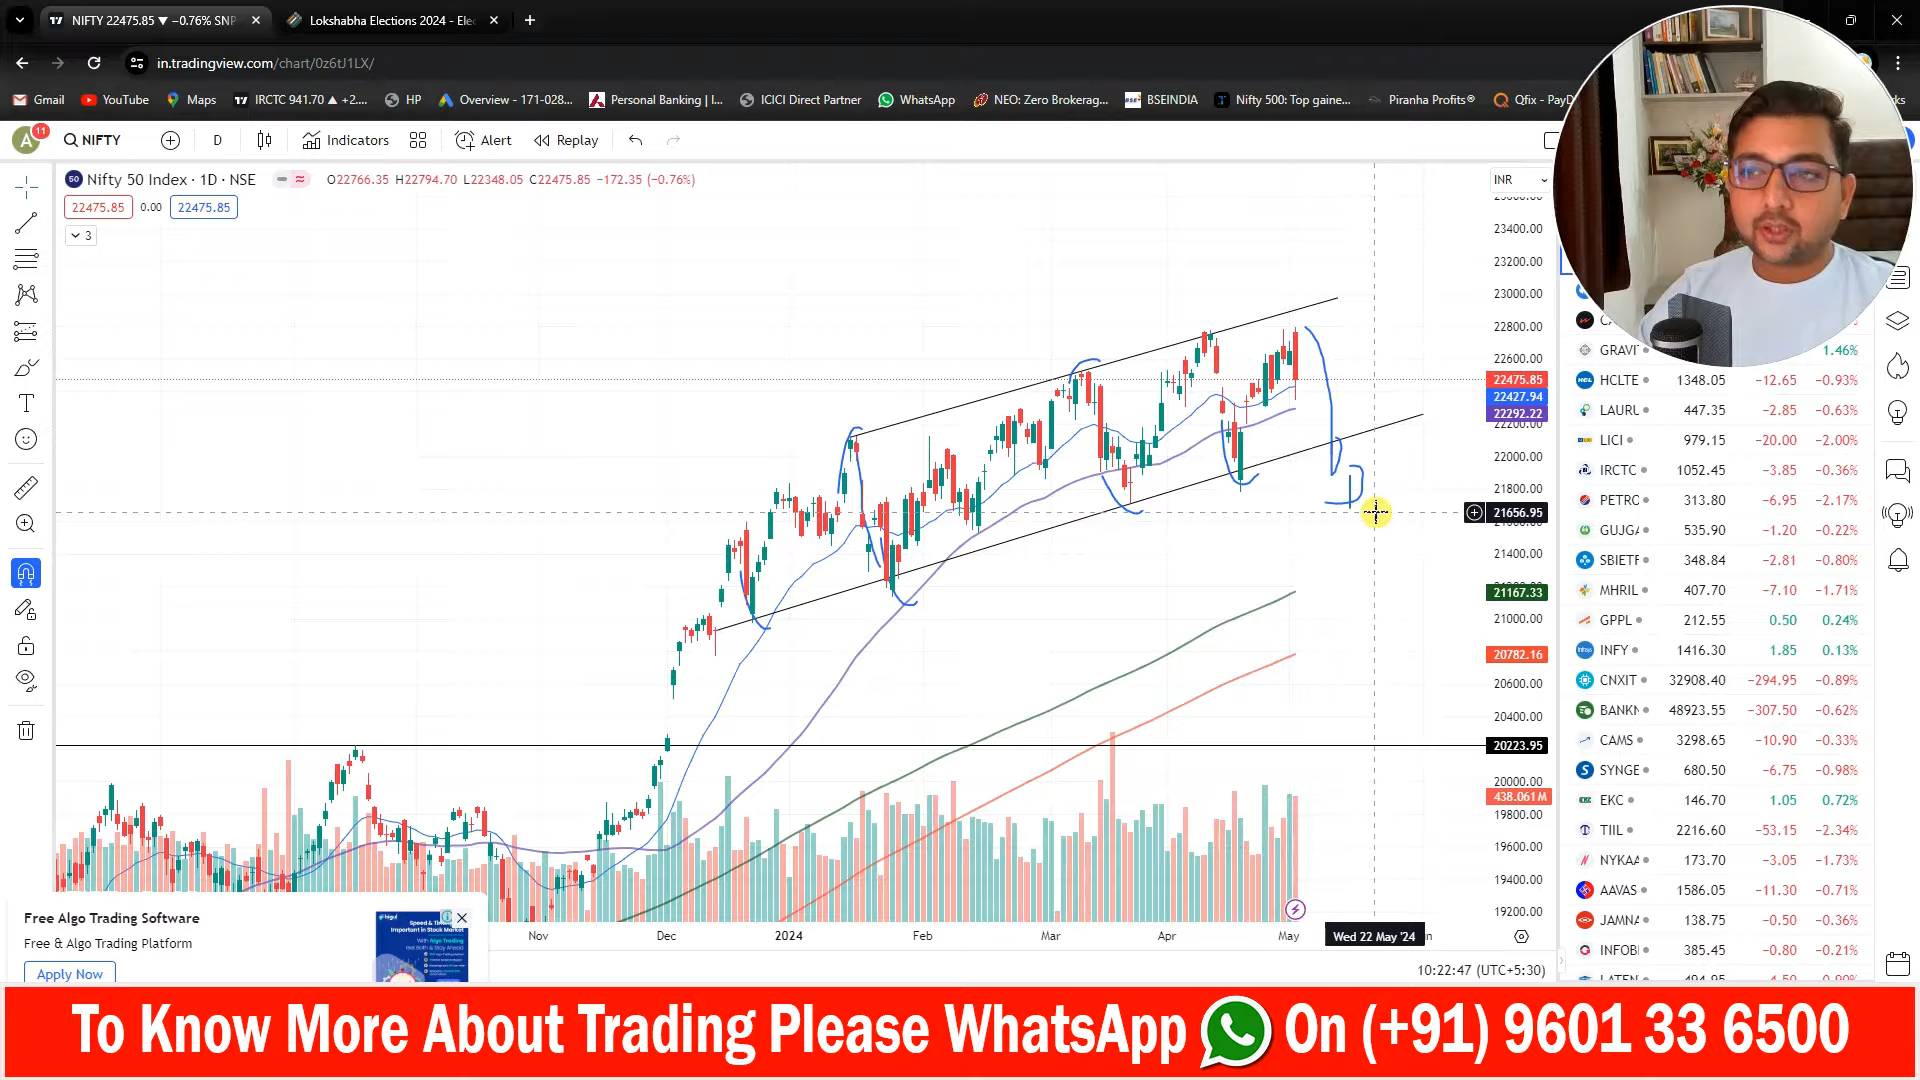 NIFTY 22475.85 ▼ −0.76% SNP
Lokshabha Elections 2024 - Elec
in.tradingview.com/chart/0z6tJ1LX/
Gmail YouTube Maps IRCTC 941.70 ▲ +2.... HP Overview - 171-028... Personal Banking | I... ICICI Direct Partner WhatsApp NEO: Zero Brokerag... BSEINDIA Nifty 500: Top gaine... Piranha Profits® Qfix - PayD
A 11 NIFTY D Indicators Alert Replay
50 Nifty 50 Index · 1D · NSE O22766.35 H22794.70 L22348.05 C22475.85 −172.35 (−0.76%)
22475.85 0.00 22475.85
3
INR
23400.00
23200.00
23000.00
22800.00
22600.00
22475.85
22427.94
22292.22
22200.00
22000.00
21800.00
21656.95
21400.00
21167.33
21000.00
20782.16
20600.00
20400.00
20223.95
20000.00
438.061M
19800.00
19600.00
19400.00
19200.00
Nov Dec 2024 Feb Mar Apr May Wed 22 May '24
10:22:47 (UTC+5:30)
1.46%
HCLTE 1348.05 −12.65 −0.93%
LAURU 447.35 −2.85 −0.63%
LICI 979.15 −20.00 −2.00%
IRCTC 1052.45 −3.85 −0.36%
PETRO 313.80 −6.95 −2.17%
GUJGA 535.90 −1.20 −0.22%
SBIETF 348.84 −2.81 −0.80%
MHRIL 407.70 −7.10 −1.71%
GPPL 212.55 0.50 0.24%
INFY 1416.30 1.85 0.13%
CNXIT 32908.40 −294.95 −0.89%
BANKN 48923.55 −307.50 −0.62%
CAMS 3298.65 −10.90 −0.33%
SYNGE 680.50 −6.75 −0.98%
EKC 146.70 1.05 0.72%
TIIL 2216.60 −53.15 −2.34%
NYKAA 173.70 −3.05 −1.73%
AAVAS 1586.05 −11.30 −0.71%
JAMNA 138.75 −0.50 −0.36%
INFOBI 385.45 −0.80 −0.21%
Free Algo Trading Software
Free & Algo Trading Platform
Apply Now
To Know More About Trading Please WhatsApp On (+91) 9601 33 6500